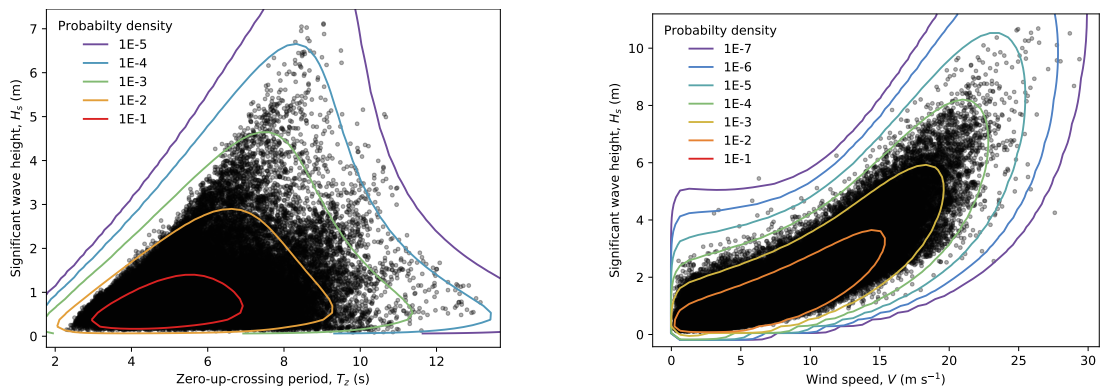 Probabilty density
1E-5
1E-4
1E-3
1E-2
1E-1
7
6
5
4
3
2
1
0
Significant wave height, Hs (m)
2 4 6 8 10 12
Zero-up-crossing period, Tz (s)
Probabilty density
1E-7
1E-6
1E-5
1E-4
1E-3
1E-2
1E-1
10
8
6
4
2
0
Significant wave height, Hs (m)
0 5 10 15 20 25 30
Wind speed, V (m s⁻¹)